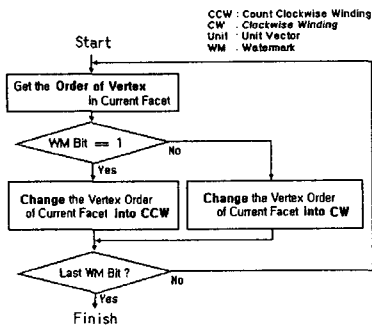 CCW : Count Clockwise Winding
CW : Clockwise Winding
Unit : Unit Vector
WM : Watermark
Start
Get the Order of Vertex
in Current Facet
WM Bit == 1
No
Yes
Change the Vertex Order
of Current Facet into CCW
Change the Vertex Order
of Current Facet into CW
Last WM Bit ?
No
Yes
Finish